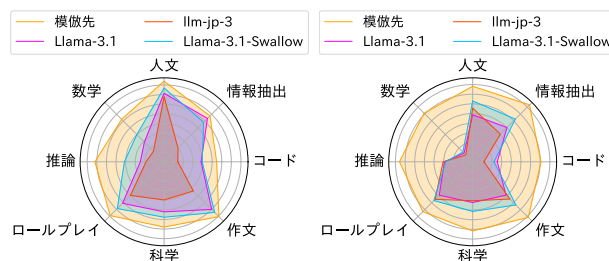 模倣先
llm-jp-3
Llama-3.1
Llama-3.1-Swallow
人文
情報抽出
コード
作文
科学
ロールプレイ
推論
数学
模倣先
llm-jp-3
Llama-3.1
Llama-3.1-Swallow
人文
情報抽出
コード
作文
科学
ロールプレイ
推論
数学